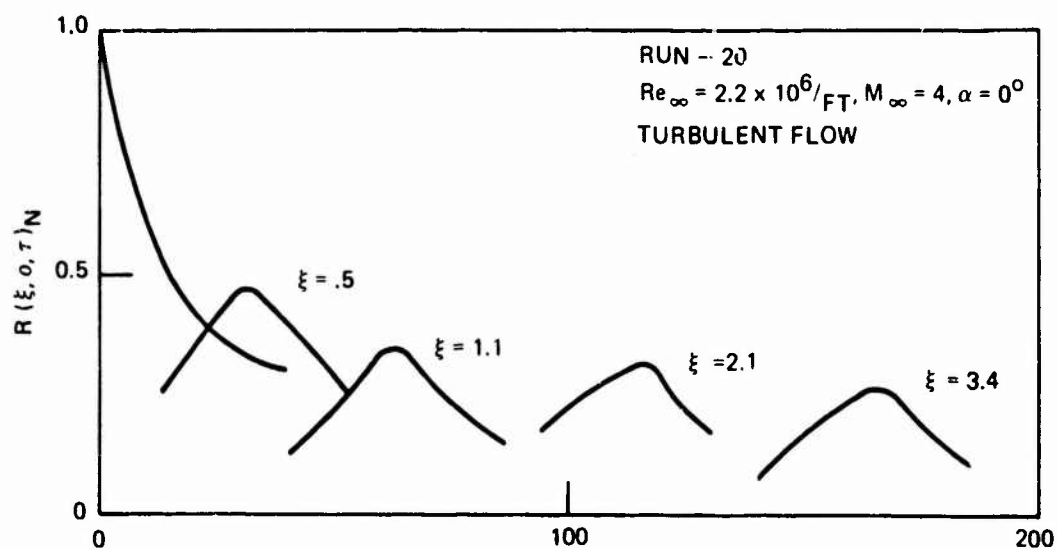 1.0
RUN -- 20
Re∞ = 2.2 x 10⁶/FT, M∞ = 4, α = 0⁰
TURBULENT FLOW
R (ξ, o, τ)N
0.5
ξ = .5
ξ = 1.1
ξ =2.1
ξ = 3.4
0
0
100
200